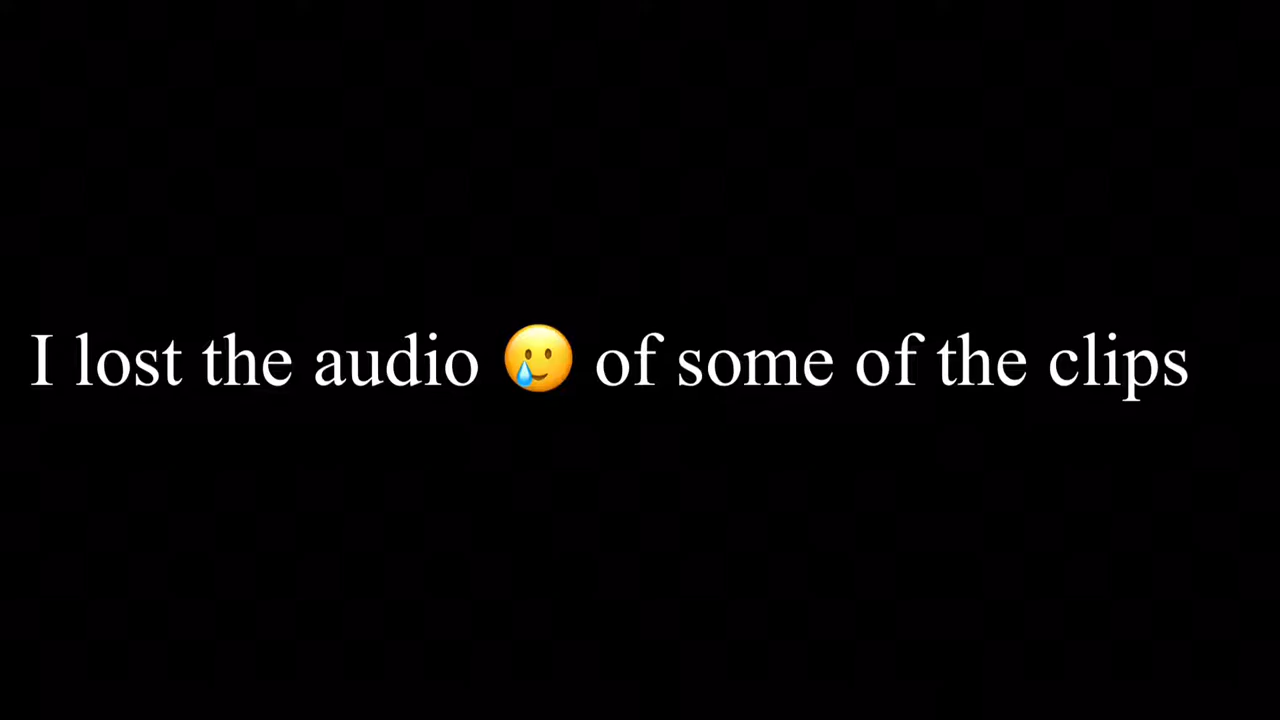 I lost the audio 🥲 of some of the clips